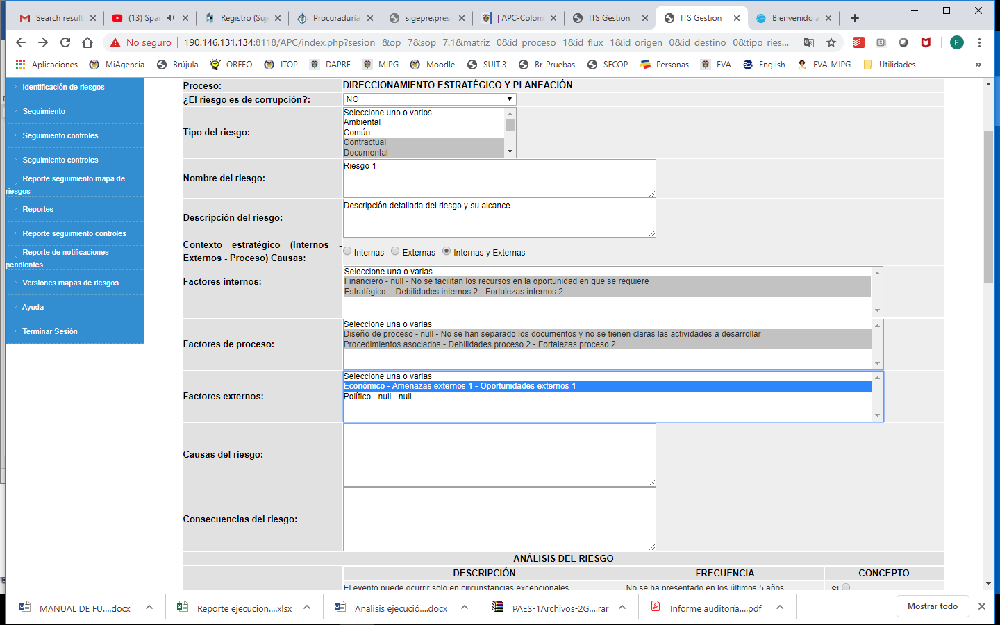 Search result
(13) Spar
Registro (Suj
Procuraduría
sigepre.presi
| APC-Colom
ITS Gestion
ITS Gestion
Bienvenido a
No seguro
190.146.131.134:8118/APC/index.php?sesion=&op=7&sop=7.1&matriz=0&id_proceso=1&id_flux=1&id_origen=0&id_destino=0&tipo_ries...
F
Aplicaciones
MiAgencia
Brújula
ORFEO
ITOP
DAPRE
MIPG
Moodle
SUIT.3
Br-Pruebas
SECOP
Personas
EVA
English
EVA-MIPG
Utilidades
»
Identificación de riesgos
Seguimiento
Seguimiento controles
Seguimiento controles
Reporte seguimiento mapa de
riesgos
Reportes
Reporte seguimiento controles
Reporte de notificaciones
pendientes
Versiones mapas de riesgos
Ayuda
Terminar Sesión
Proceso:
DIRECCIONAMIENTO ESTRATÉGICO Y PLANEACIÓN
¿El riesgo es de corrupción?:
NO
Tipo del riesgo:
Seleccione uno o varios
Ambiental
Común
Contractual
Documental
Nombre del riesgo:
Riesgo 1
Descripción del riesgo:
Descripción detallada del riesgo y su alcance
Contexto estratégico (Internos -
Externos - Proceso) Causas:
Internas
Externas
Internas y Externas
Factores internos:
Seleccione una o varias
Financiero - null - No se facilitan los recursos en la oportunidad en que se requiere
Estratégico. - Debilidades internos 2 - Fortalezas internos 2
Factores de proceso:
Seleccione una o varias
Diseño de proceso - null - No se han separado los documentos y no se tienen claras las actividades a desarrollar
Procedimientos asociados - Debilidades proceso 2 - Fortalezas proceso 2
Factores externos:
Seleccione una o varias
Económico - Amenazas externos 1 - Oportunidades externos 1
Político - null - null
Causas del riesgo:
Consecuencias del riesgo:
ANÁLISIS DEL RIESGO
DESCRIPCIÓN
FRECUENCIA
CONCEPTO
El evento puede ocurrir solo en circunstancias excepcionales
No se ha presentado en los últimos 5 años
SI
MANUAL DE FU....docx
Reporte ejecucion....xlsx
Analisis ejecució....docx
PAES-1Archivos-2G....rar
Informe auditoría....pdf
Mostrar todo